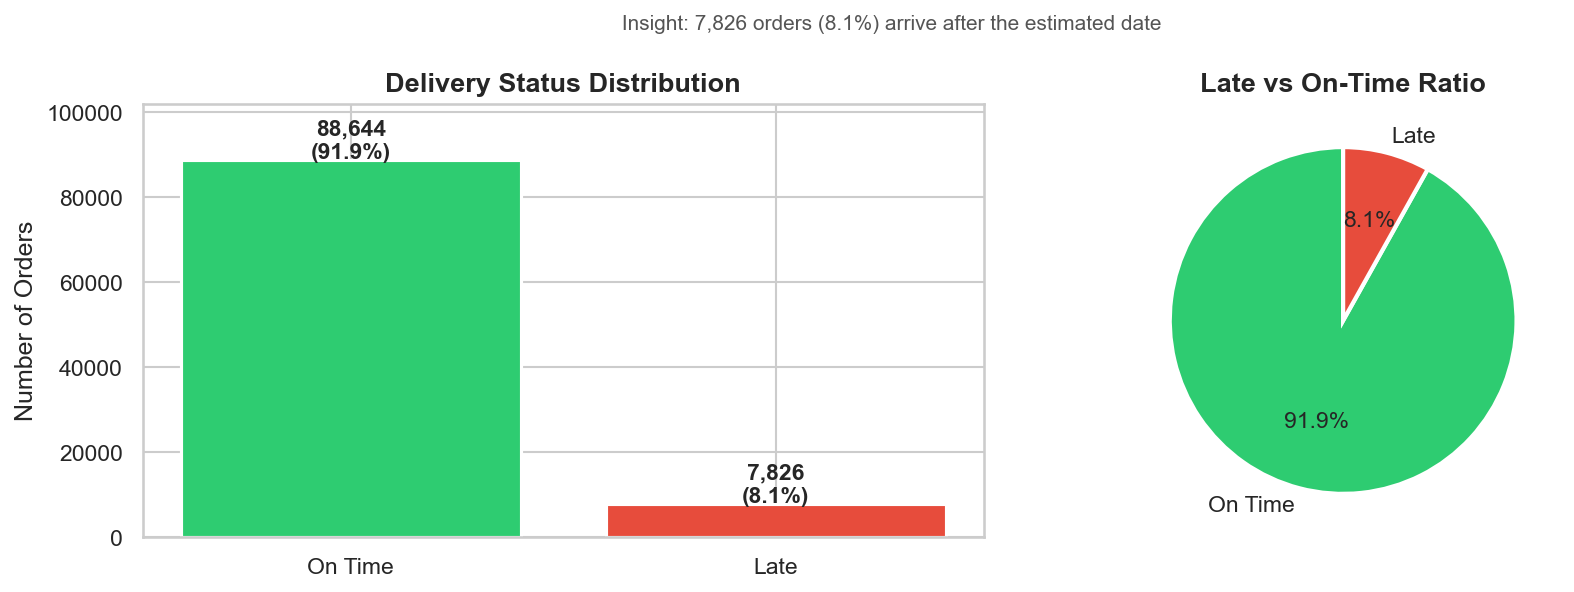 Insight: 7,826 orders (8.1%) arrive after the estimated date
Delivery Status Distribution
Number of Orders
100000
80000
60000
40000
20000
0
88,644
(91.9%)
7,826
(8.1%)
On Time
Late
Late vs On-Time Ratio
Late
8.1%
91.9%
On Time